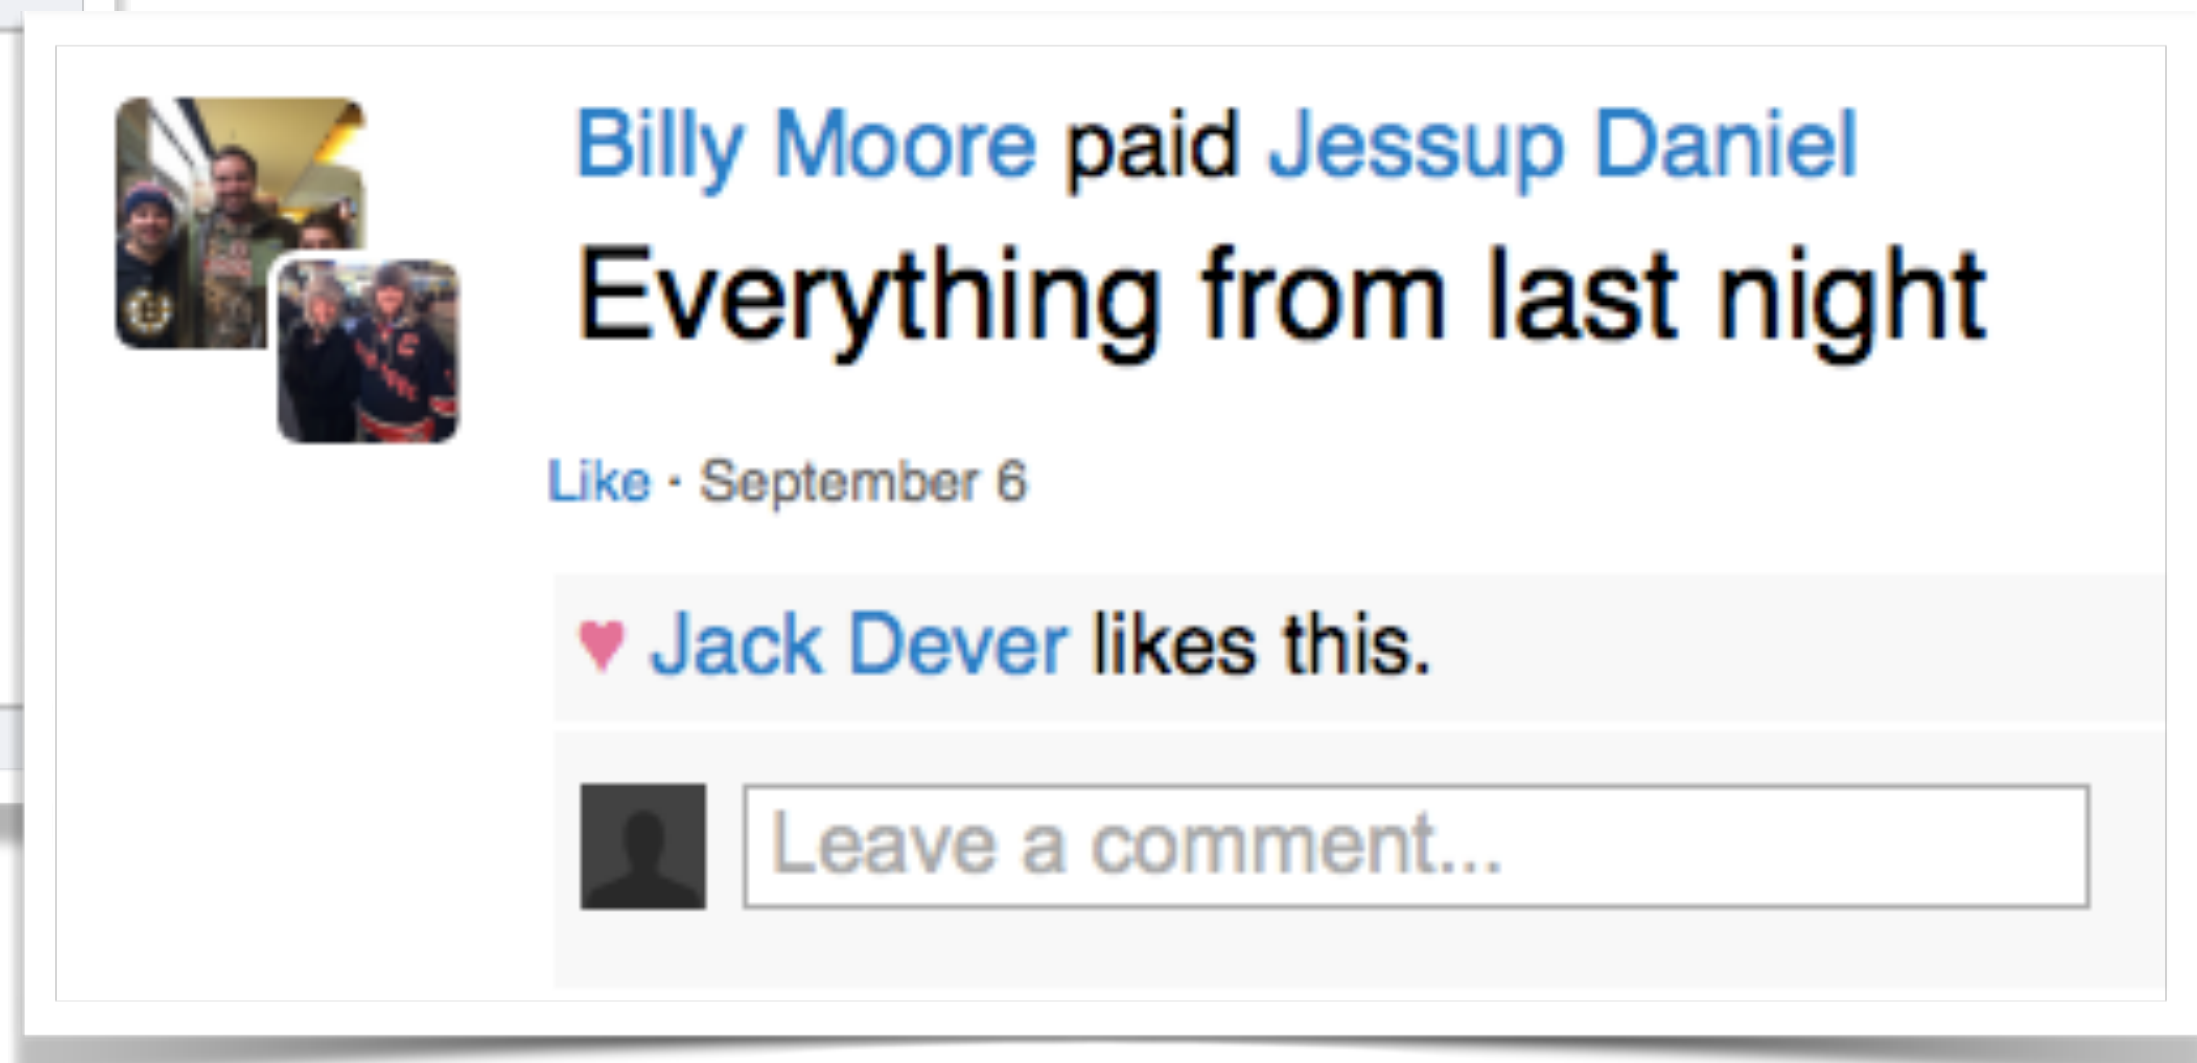 Billy Moore paid Jessup Daniel
Everything from last night
Like · September 6
♥ Jack Dever likes this.
Leave a comment...